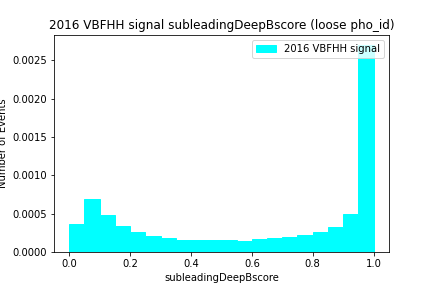 2016 VBFHH signal subleadingDeepBscore (loose pho_id)
2016 VBFHH signal
Number of Events
0.0025
0.0020
0.0015
0.0010
0.0005
0.0000
0.0 0.2 0.4 0.6 0.8 1.0
subleadingDeepBscore